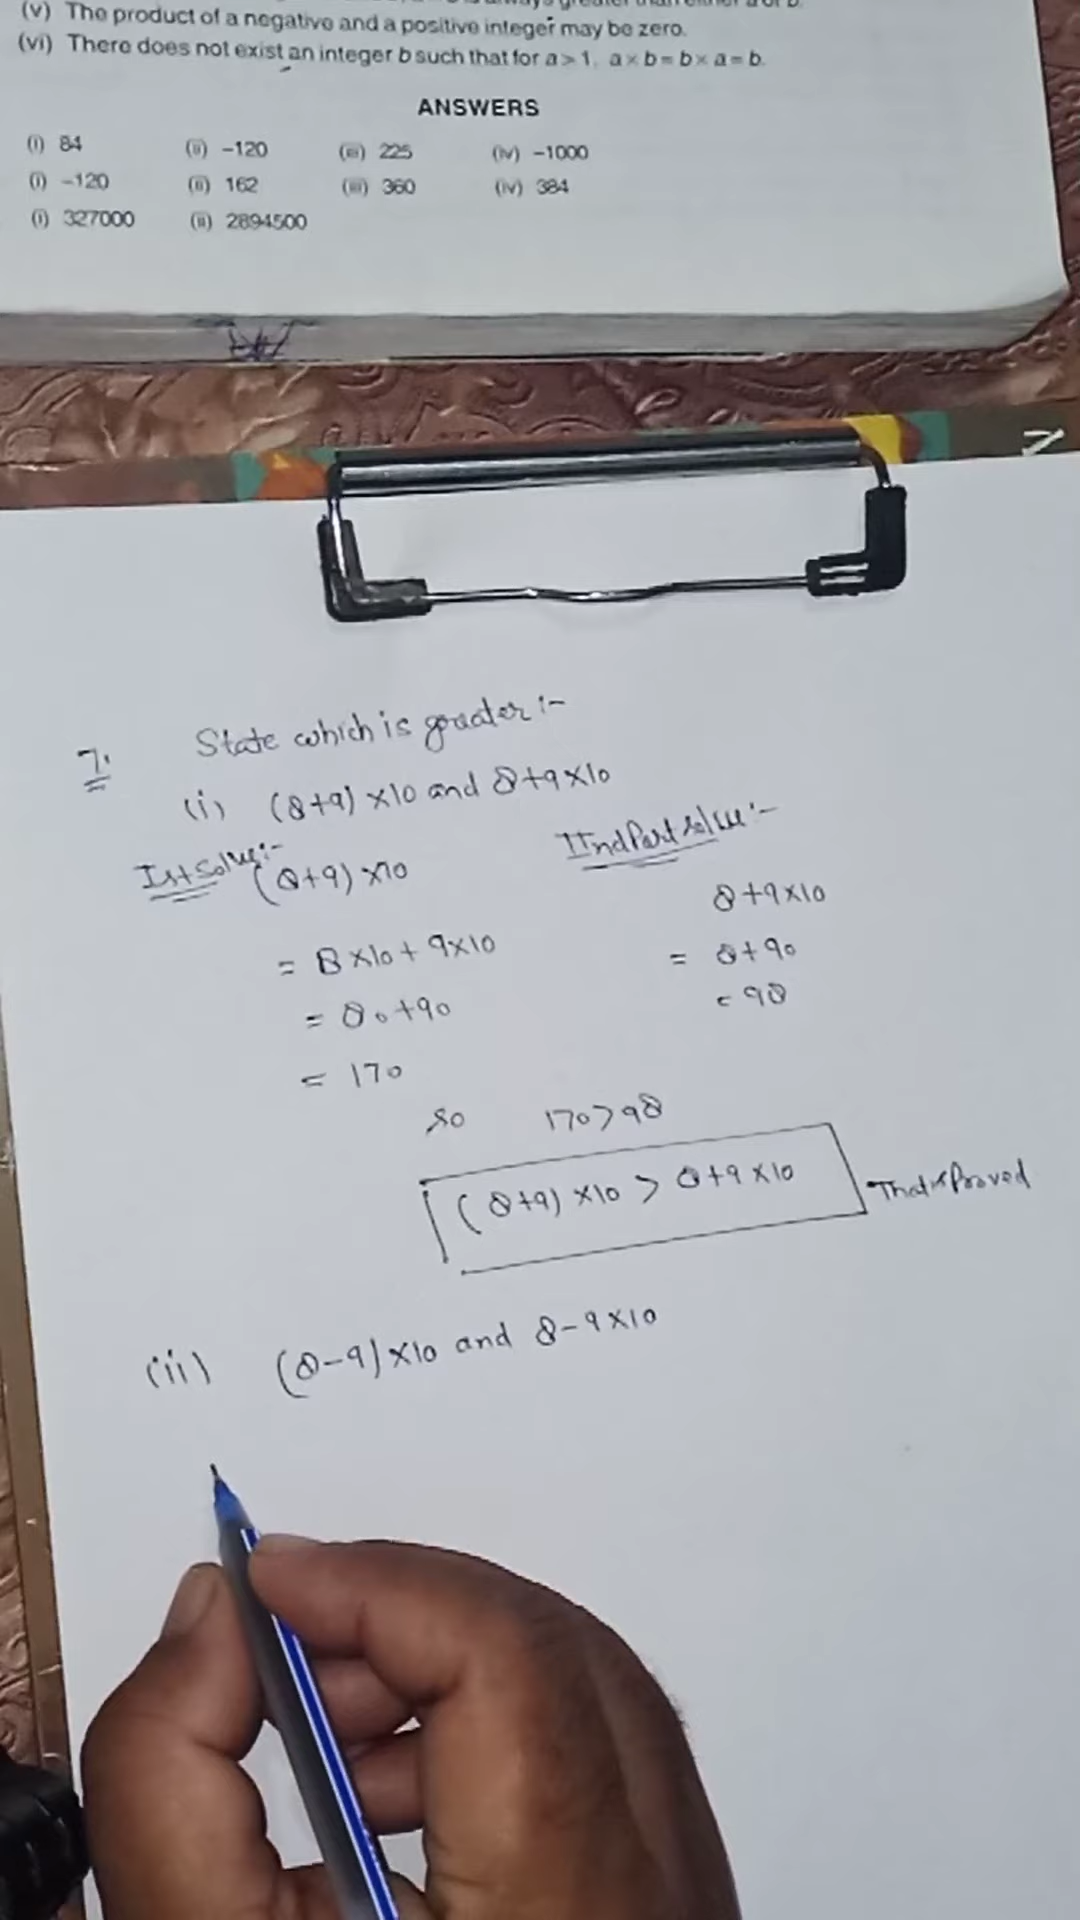 (v) The product of a negative and a positive integer may be zero.
(vi) There does not exist an integer b such that for a > 1, a × b = b × a = b.
ANSWERS
(i) 84 (ii) -120 (iii) 225 (iv) -1000
(i) -120 (ii) 162 (iii) 360 (iv) 384
(i) 327000 (ii) 2894500
7. State which is greater :-
(i) (8+9) ×10 and 8+9×10
Ist Solve:- IInd Part solve:-
(8+9) ×10 8+9×10
= 8×10+ 9×10 = 8+90
= 80+90 = 98
= 170
so 170>98
(8+9) ×10 > 8+9×10 That is Proved
(ii) (8-9)×10 and 8-9×10